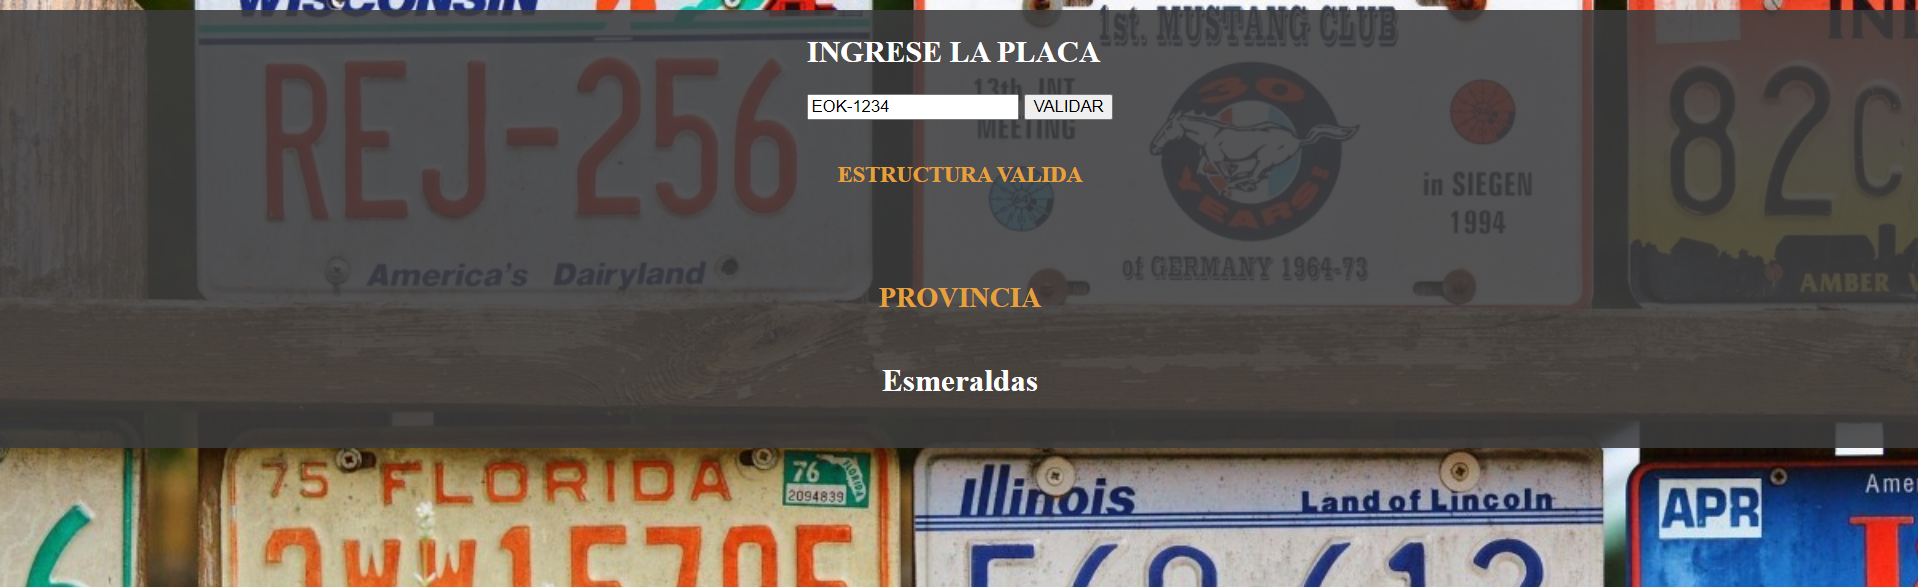 WISCONSIN
INGRESE LA PLACA
EOK-1234 VALIDAR
ESTRUCTURA VALIDA
PROVINCIA
Esmeraldas
REJ-256
America's Dairyland
1st. MUSTANG CLUB
13th. INT.
MEETING
30
YEARS!
in SIEGEN
1994
of GERMANY 1964-73
82C
AMBER
75 FLORIDA 76
FLORIDA
2094839
Illinois
Land of Lincoln
APR